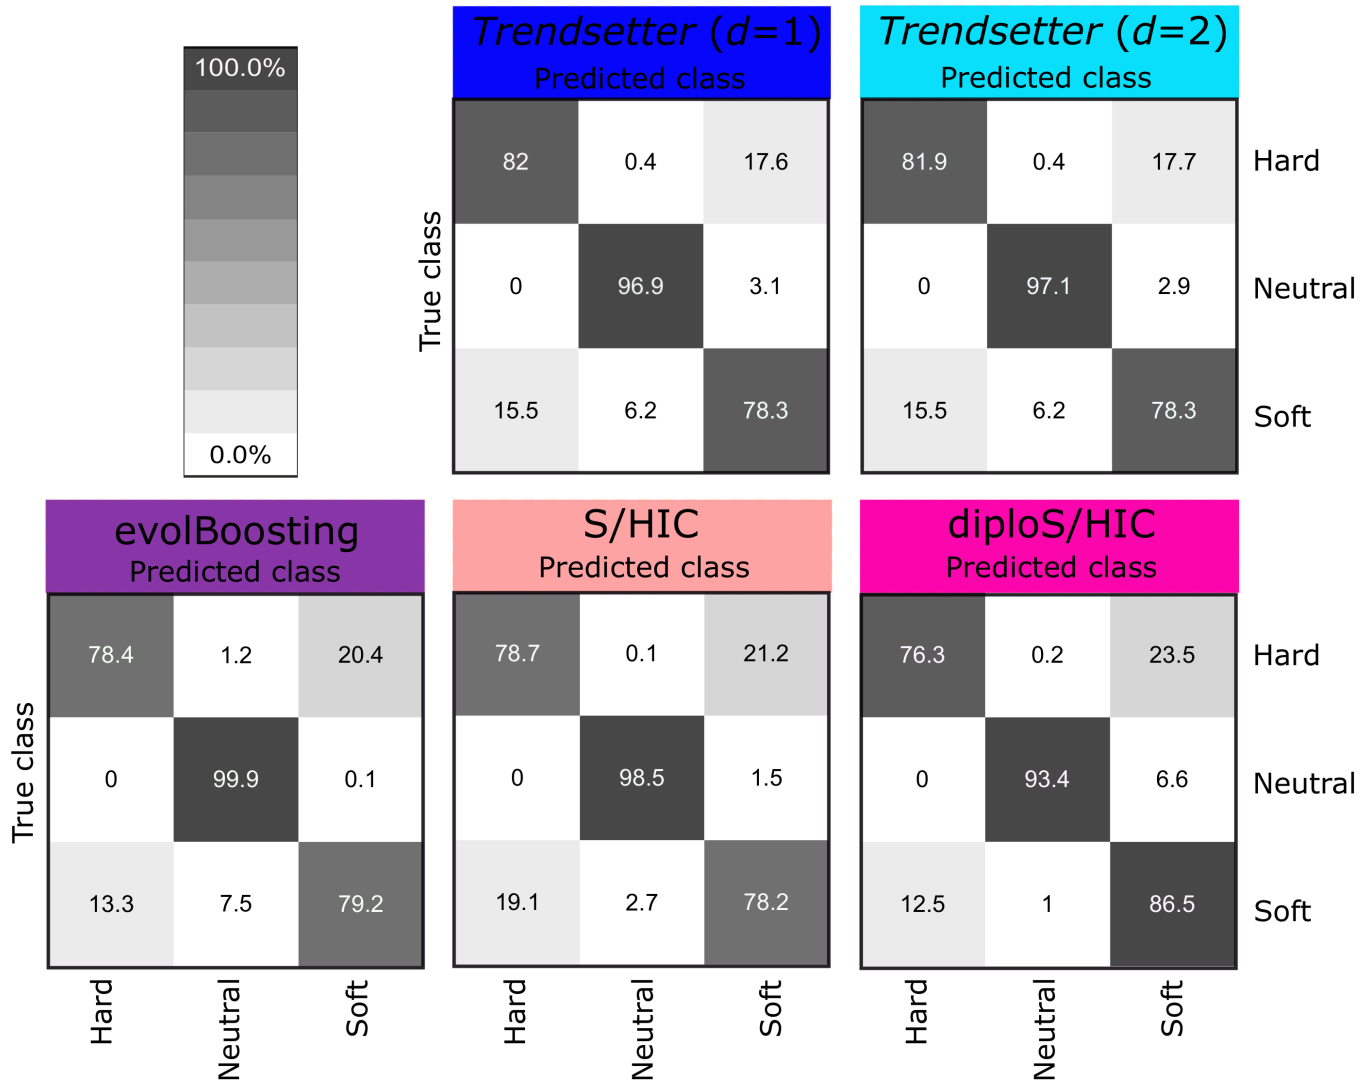 100.0%
0.0%
Trendsetter (d=1)
Predicted class
Trendsetter (d=2)
Predicted class
True class
82 0.4 17.6
0 96.9 3.1
15.5 6.2 78.3
81.9 0.4 17.7
0 97.1 2.9
15.5 6.2 78.3
Hard
Neutral
Soft
evolBoosting
Predicted class
S/HIC
Predicted class
diploS/HIC
Predicted class
True class
78.4 1.2 20.4
0 99.9 0.1
13.3 7.5 79.2
78.7 0.1 21.2
0 98.5 1.5
19.1 2.7 78.2
76.3 0.2 23.5
0 93.4 6.6
12.5 1 86.5
Hard
Neutral
Soft
Hard
Neutral
Soft
Hard
Neutral
Soft
Hard
Neutral
Soft